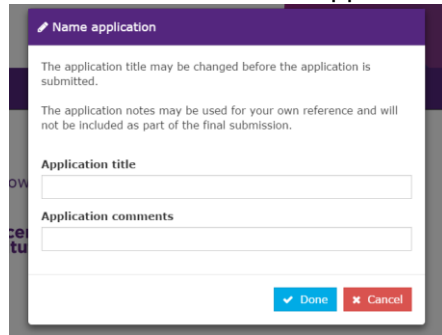 Name application
The application title may be changed before the application is
submitted.
The application notes may be used for your own reference and will
not be included as part of the final submission.
Application title
Application comments
Done Cancel